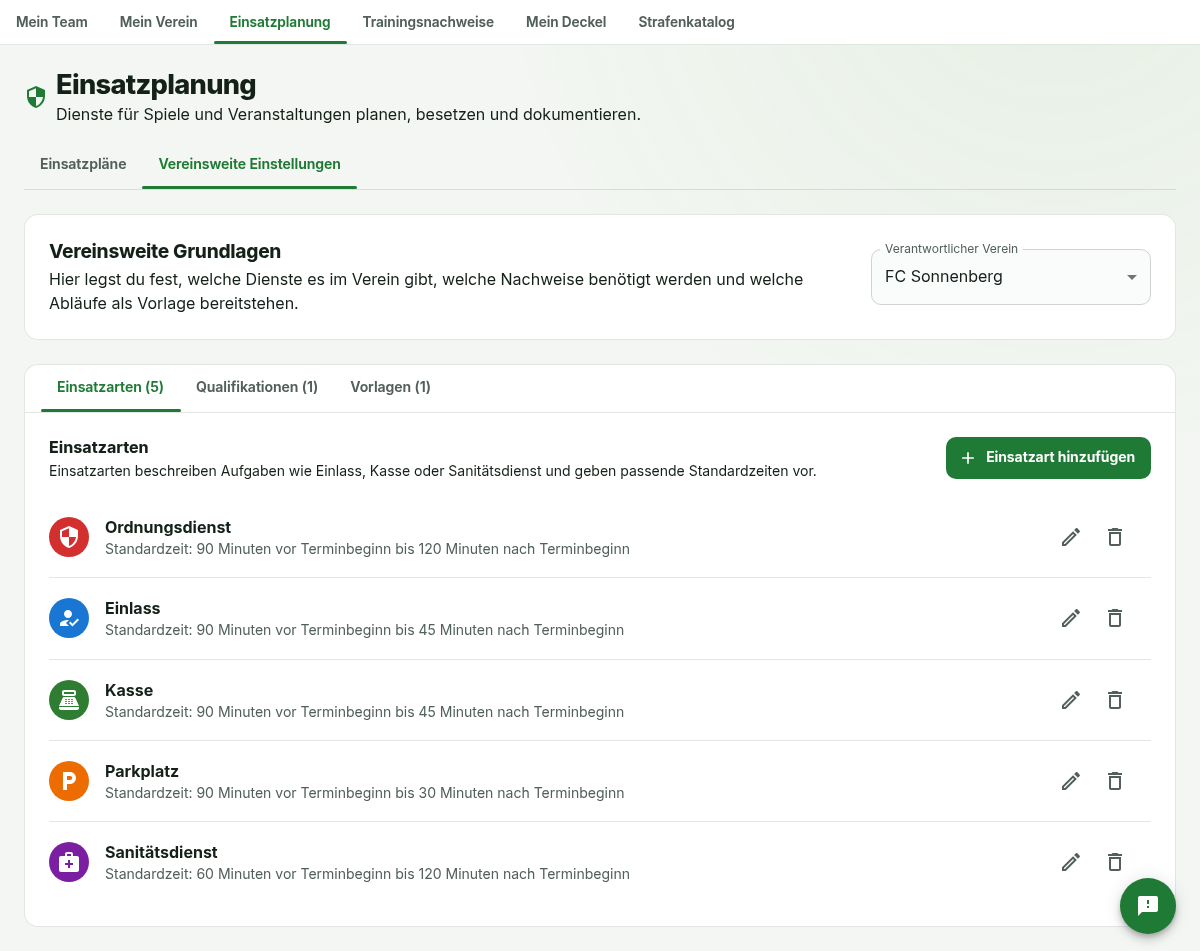 Mein Team Mein Verein Einsatzplanung Trainingsnachweise Mein Deckel Strafenkatalog
Einsatzplanung
Dienste für Spiele und Veranstaltungen planen, besetzen und dokumentieren.
Einsatzpläne Vereinsweite Einstellungen
Vereinsweite Grundlagen
Hier legst du fest, welche Dienste es im Verein gibt, welche Nachweise benötigt werden und welche
Abläufe als Vorlage bereitstehen.
Verantwortlicher Verein
FC Sonnenberg
Einsatzarten (5) Qualifikationen (1) Vorlagen (1)
Einsatzarten
Einsatzarten beschreiben Aufgaben wie Einlass, Kasse oder Sanitätsdienst und geben passende Standardzeiten vor.
Einsatzart hinzufügen
Ordnungsdienst
Standardzeit: 90 Minuten vor Terminbeginn bis 120 Minuten nach Terminbeginn
Einlass
Standardzeit: 90 Minuten vor Terminbeginn bis 45 Minuten nach Terminbeginn
Kasse
Standardzeit: 90 Minuten vor Terminbeginn bis 45 Minuten nach Terminbeginn
P
Parkplatz
Standardzeit: 90 Minuten vor Terminbeginn bis 30 Minuten nach Terminbeginn
Sanitätsdienst
Standardzeit: 60 Minuten vor Terminbeginn bis 120 Minuten nach Terminbeginn